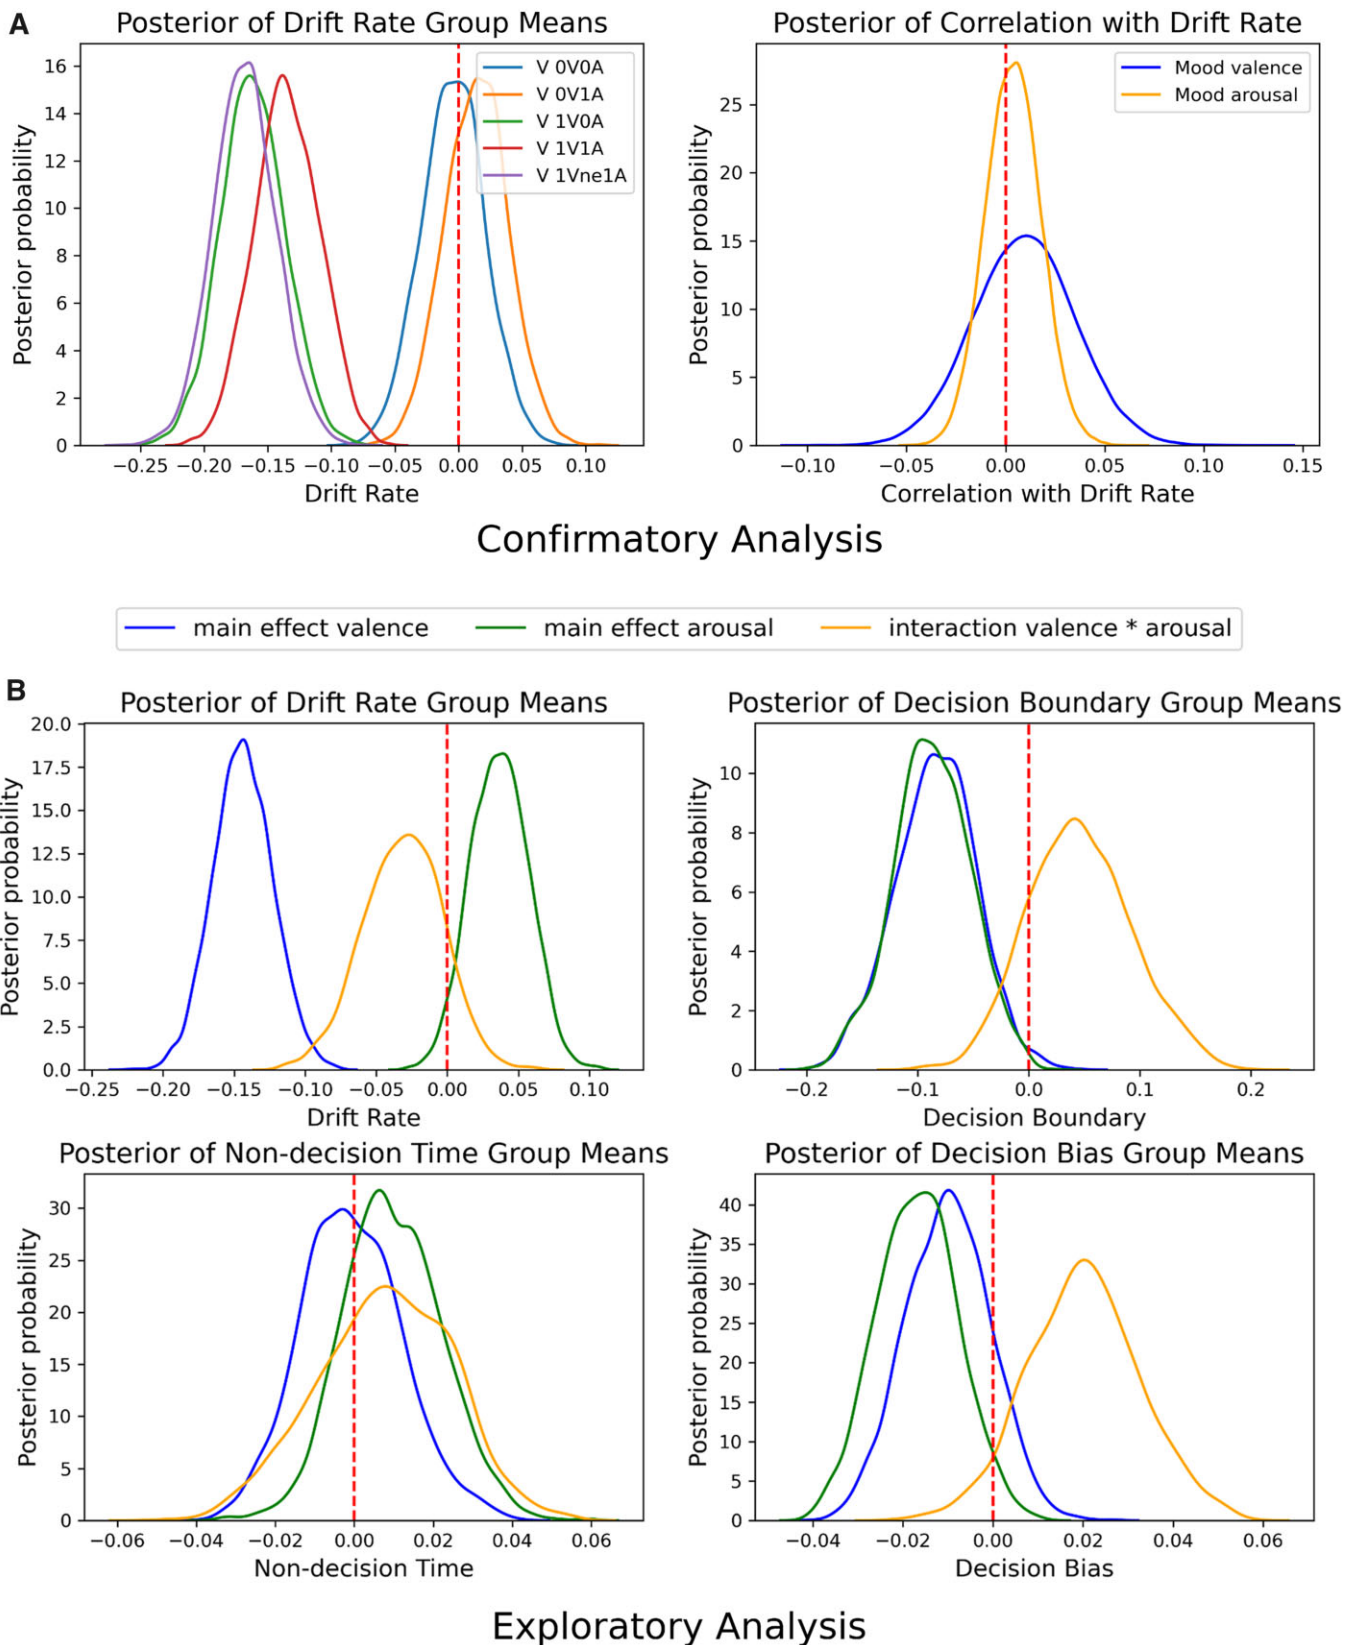 A
Posterior of Drift Rate Group Means
Posterior probability
16
14
12
10
8
6
4
2
0
V 0V0A
V 0V1A
V 1V0A
V 1V1A
V 1Vne1A
−0.25 −0.20 −0.15 −0.10 −0.05 0.00 0.05 0.10
Drift Rate
Posterior of Correlation with Drift Rate
Posterior probability
25
20
15
10
5
0
Mood valence
Mood arousal
−0.10 −0.05 0.00 0.05 0.10 0.15
Correlation with Drift Rate
Confirmatory Analysis
main effect valence main effect arousal interaction valence * arousal
B
Posterior of Drift Rate Group Means
Posterior probability
20.0
17.5
15.0
12.5
10.0
7.5
5.0
2.5
0.0
−0.25 −0.20 −0.15 −0.10 −0.05 0.00 0.05 0.10
Drift Rate
Posterior of Decision Boundary Group Means
Posterior probability
10
8
6
4
2
0
−0.2 −0.1 0.0 0.1 0.2
Decision Boundary
Posterior of Non-decision Time Group Means
Posterior probability
30
25
20
15
10
5
0
−0.06 −0.04 −0.02 0.00 0.02 0.04 0.06
Non-decision Time
Posterior of Decision Bias Group Means
Posterior probability
40
35
30
25
20
15
10
5
0
−0.04 −0.02 0.00 0.02 0.04 0.06
Decision Bias
Exploratory Analysis